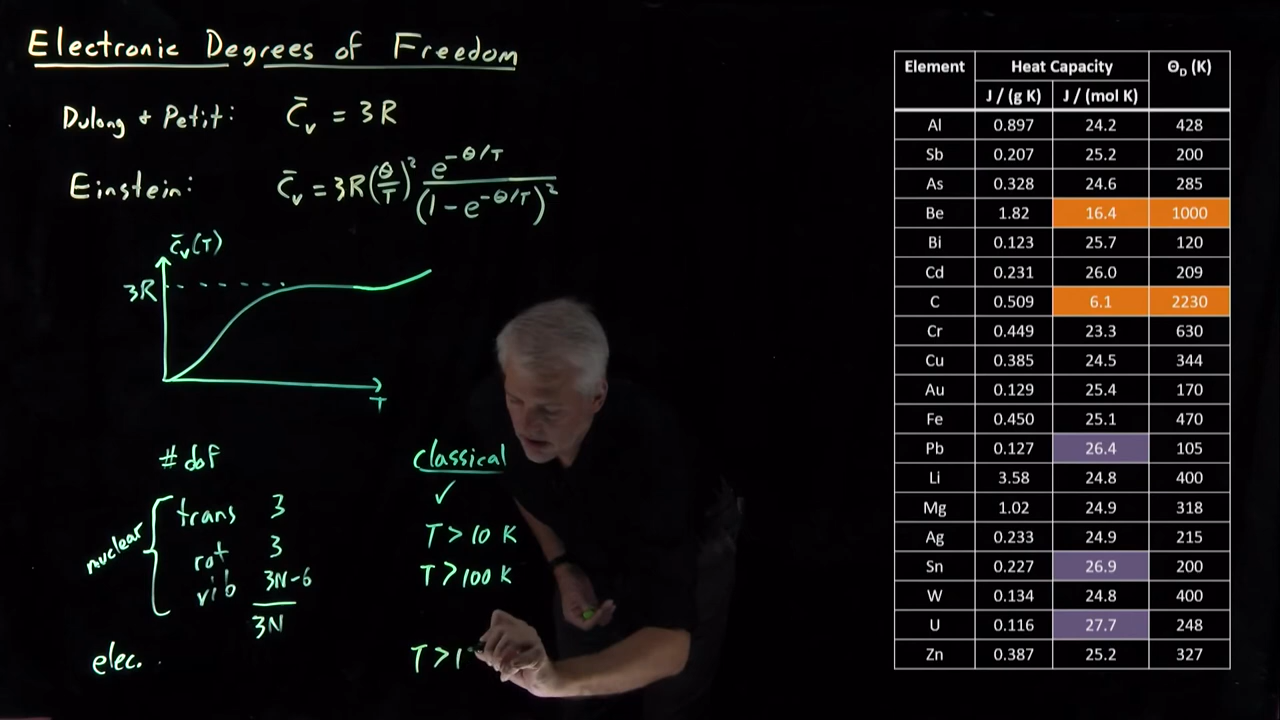 Electronic Degrees of Freedom
Dulong + Petit: C̄ᵥ = 3R
Einstein: C̄ᵥ = 3R(Θ/T)² e^(-Θ/T) / (1 - e^(-Θ/T))²
C̄ᵥ(T)
3R
T
# dof classical
nuclear
trans 3 ✓
rot 3 T > 10 K
vib 3N-6 T > 100 K
3N
elec. T > 1
Element Heat Capacity Θ_D (K)
J / (g K) J / (mol K)
Al 0.897 24.2 428
Sb 0.207 25.2 200
As 0.328 24.6 285
Be 1.82 16.4 1000
Bi 0.123 25.7 120
Cd 0.231 26.0 209
C 0.509 6.1 2230
Cr 0.449 23.3 630
Cu 0.385 24.5 344
Au 0.129 25.4 170
Fe 0.450 25.1 470
Pb 0.127 26.4 105
Li 3.58 24.8 400
Mg 1.02 24.9 318
Ag 0.233 24.9 215
Sn 0.227 26.9 200
W 0.134 24.8 400
U 0.116 27.7 248
Zn 0.387 25.2 327